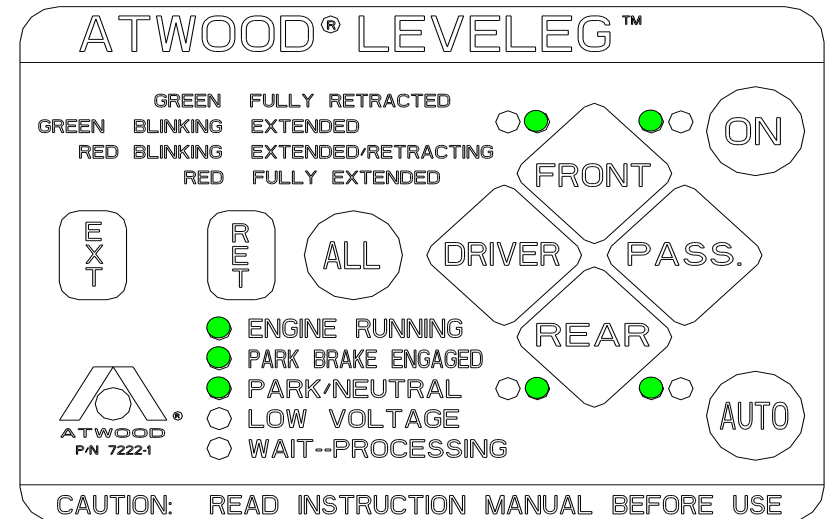 ATWOOD® LEVELEG™
GREEN FULLY RETRACTED
GREEN BLINKING EXTENDED
RED BLINKING EXTENDED/RETRACTING
RED FULLY EXTENDED
ON
FRONT
EXT
RET
ALL
DRIVER
PASS.
REAR
ENGINE RUNNING
PARK BRAKE ENGAGED
PARK/NEUTRAL
LOW VOLTAGE
WAIT--PROCESSING
AUTO
®
ATWOOD
P/N 7222-1
CAUTION: READ INSTRUCTION MANUAL BEFORE USE